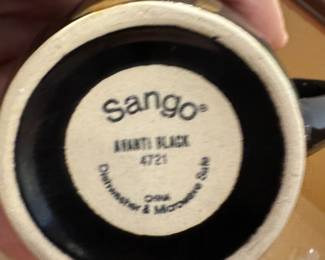 Sango®
AVANTI BLACK
4721
CHINA
Dishwasher & Microwave Safe